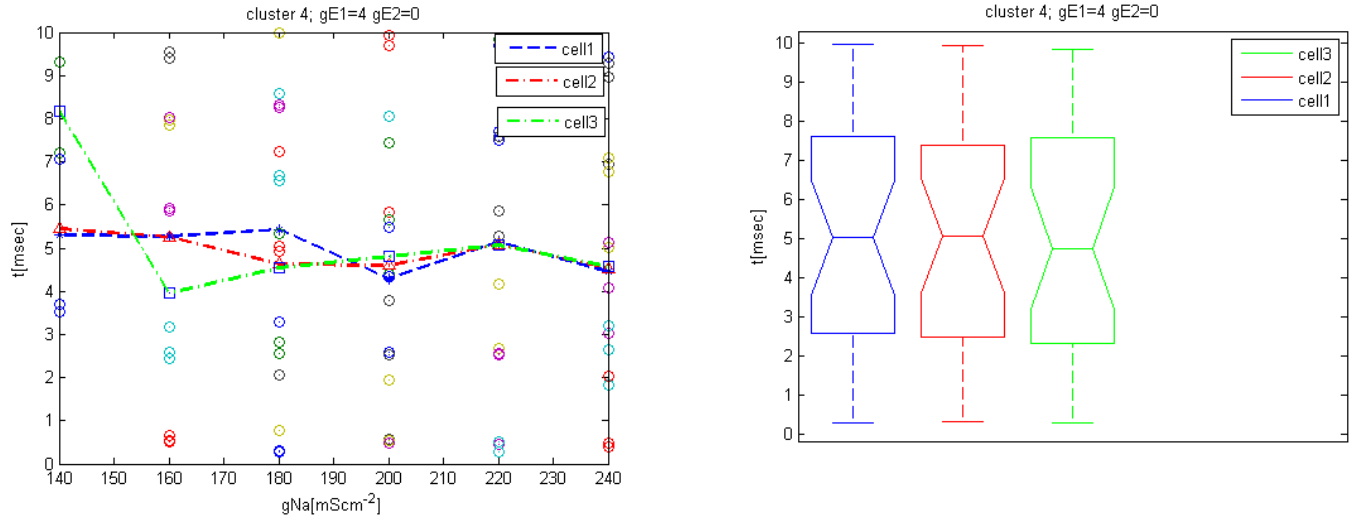 cluster 4; gE1=4 gE2=0
10
9
8
7
6
5
4
3
2
1
0
t[msec]
140 150 160 170 180 190 200 210 220 230 240
gNa[mScm-2]
cell1
cell2
cell3
cluster 4; gE1=4 gE2=0
10
9
8
7
6
5
4
3
2
1
0
t[msec]
cell3
cell2
cell1